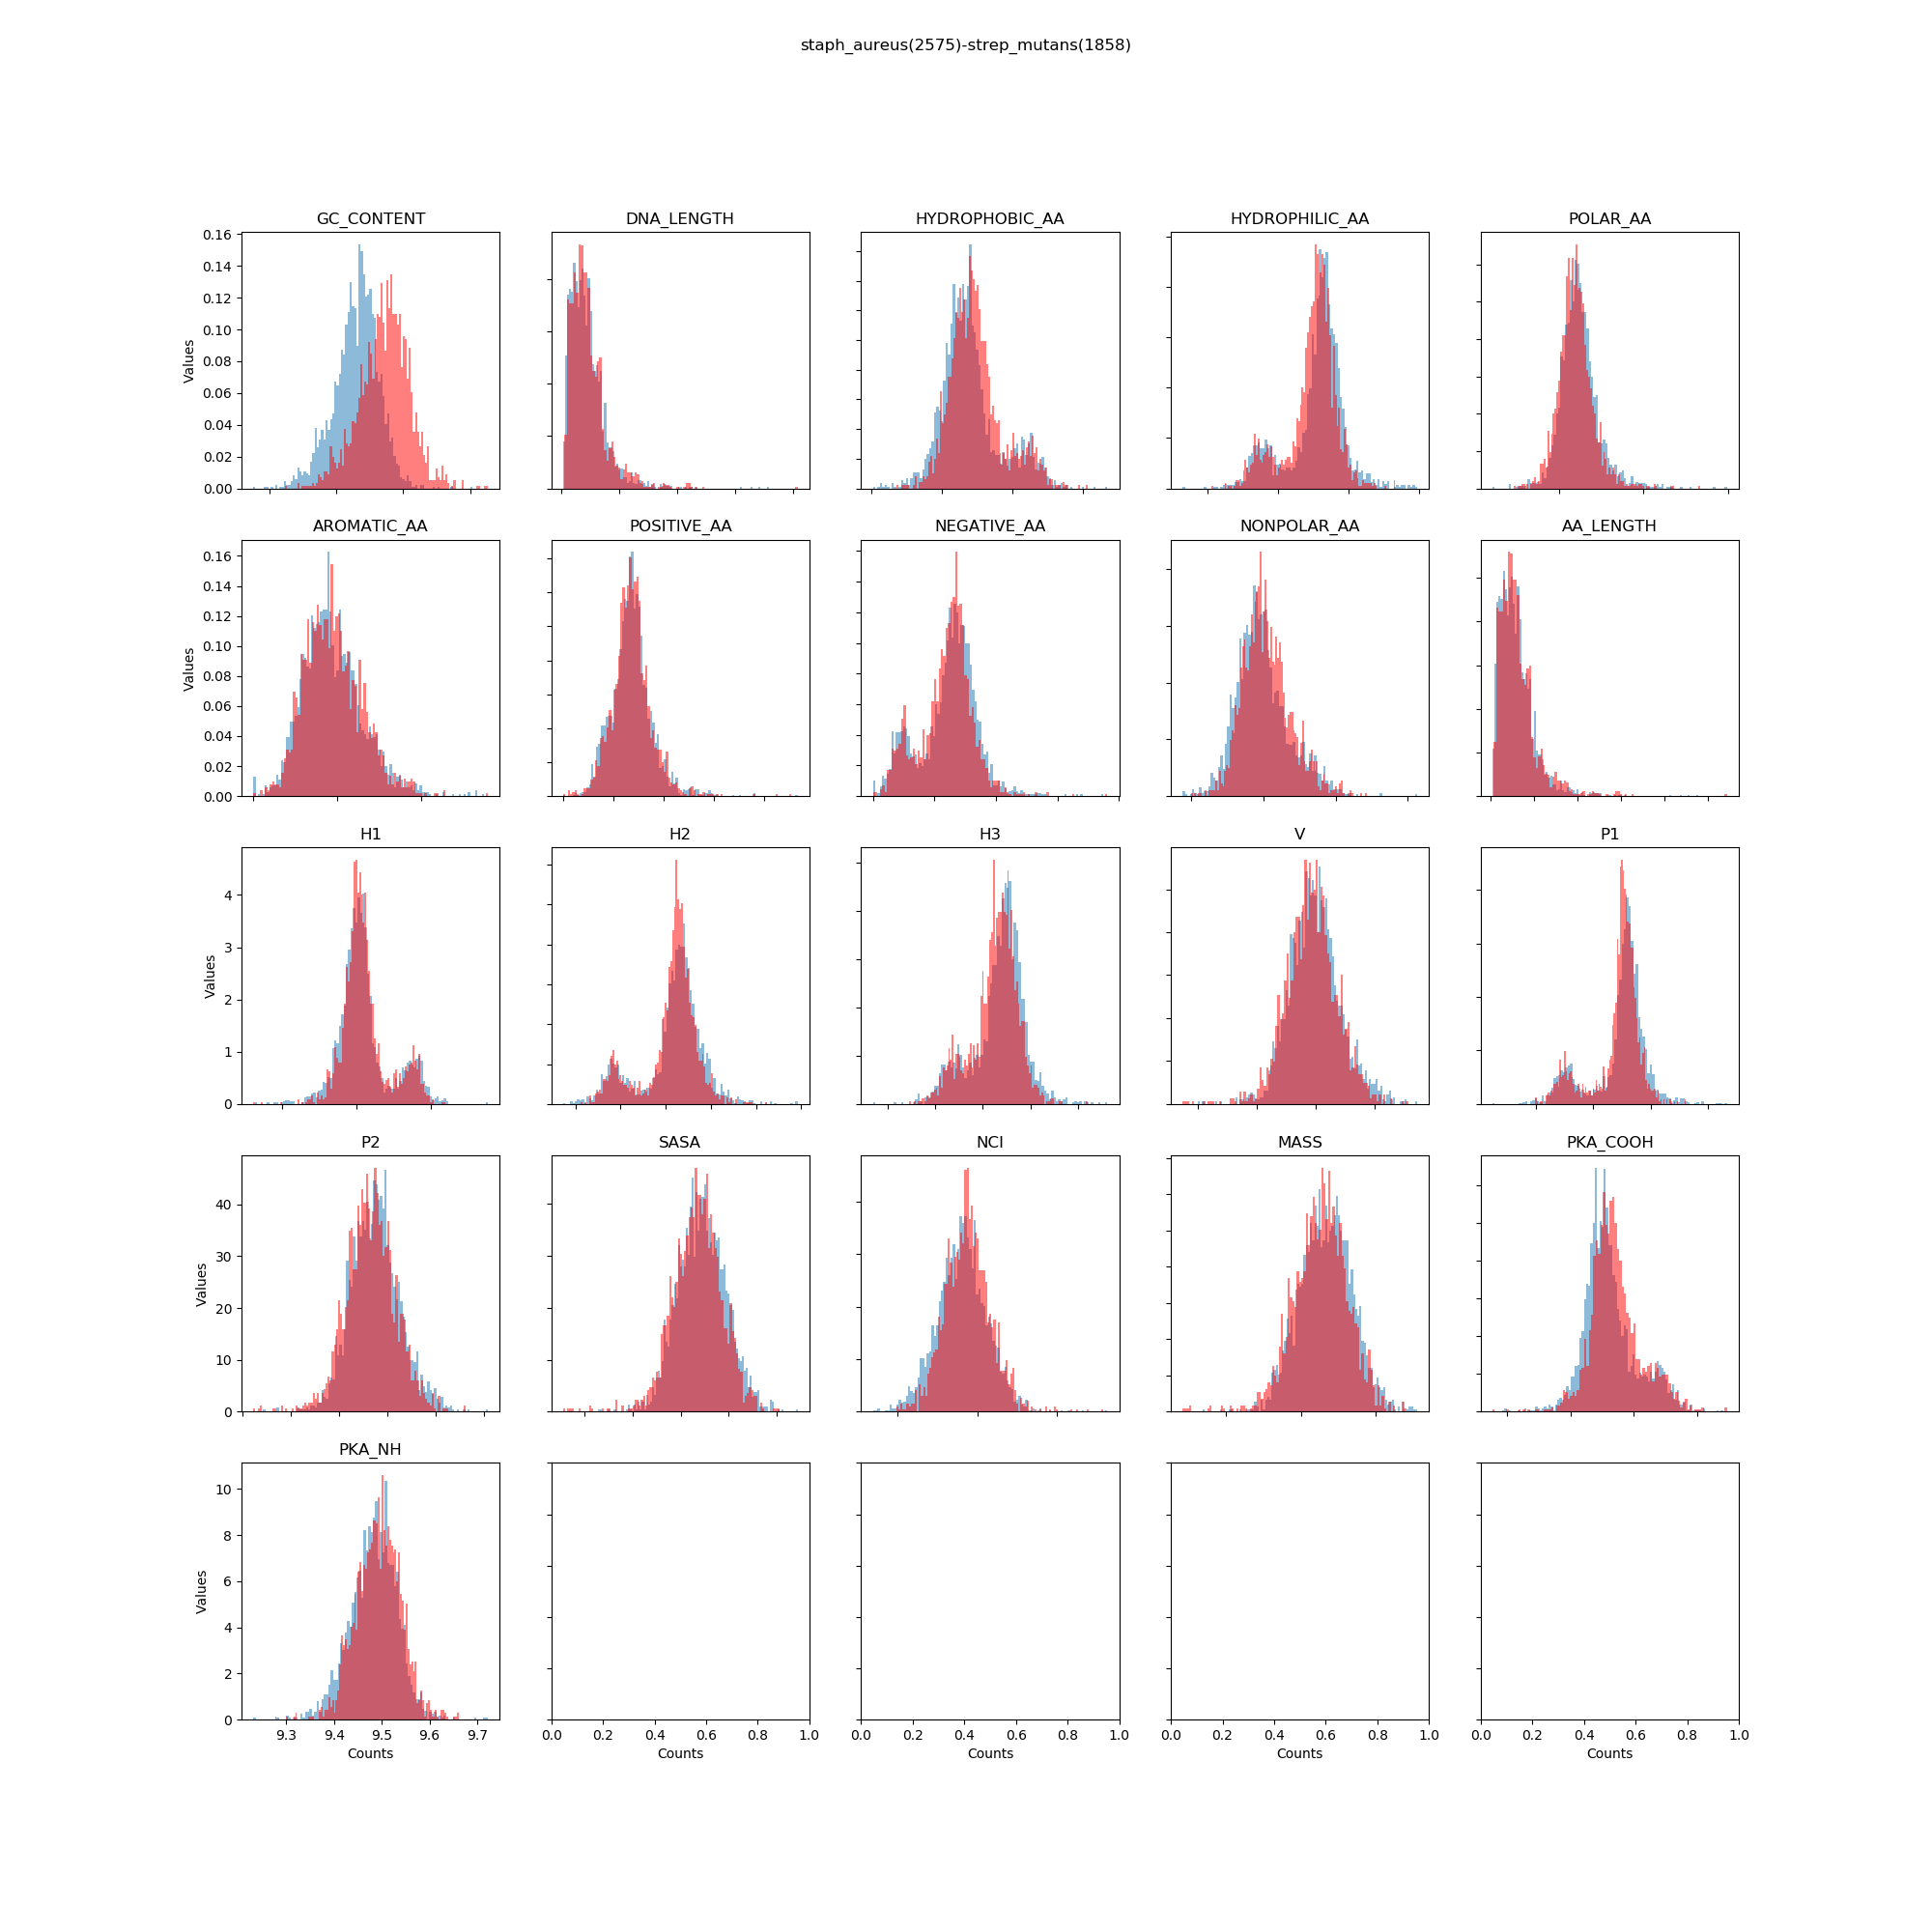 staph_aureus(2575)-strep_mutans(1858)
GC_CONTENT DNA_LENGTH HYDROPHOBIC_AA HYDROPHILIC_AA POLAR_AA
0.16
0.14
0.12
0.10
0.08
0.06
0.04
0.02
0.00
Values
AROMATIC_AA POSITIVE_AA NEGATIVE_AA NONPOLAR_AA AA_LENGTH
0.16
0.14
0.12
0.10
0.08
0.06
0.04
0.02
0.00
Values
H1 H2 H3 V P1
4
3
2
1
0
Values
P2 SASA NCI MASS PKA_COOH
40
30
20
10
0
Values
PKA_NH
10
8
6
4
2
0
Values
9.3 9.4 9.5 9.6 9.7 0.0 0.2 0.4 0.6 0.8 1.0 0.0 0.2 0.4 0.6 0.8 1.0 0.0 0.2 0.4 0.6 0.8 1.0 0.0 0.2 0.4 0.6 0.8 1.0
Counts Counts Counts Counts Counts